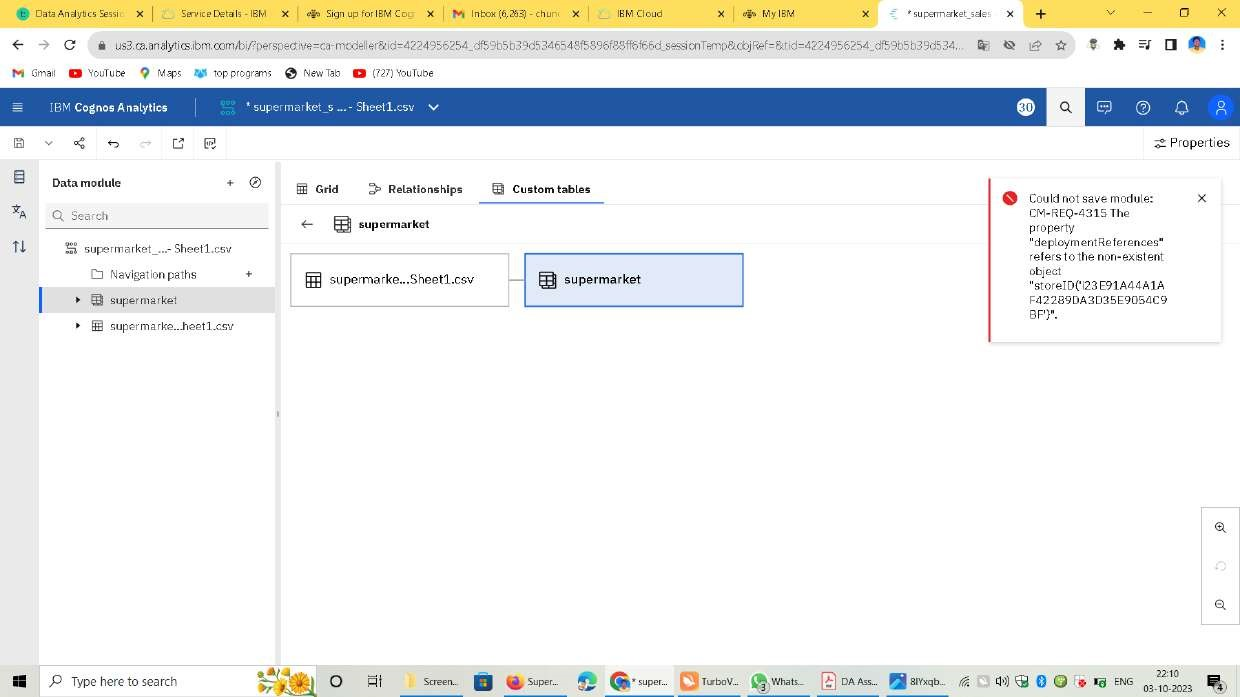 Data Analytics Sessio
Service Details - IBM
Sign up for IBM Cog
Inbox (6,263) - chun
IBM Cloud
My IBM
* supermarket_sales
us3.ca.analytics.ibm.com/bi/?perspective=ca-modeller&id=4224956254_df59b5b39d5346548f5896f88ff6f66d_sessionTemp&objRef=&tid=4224956254_df59b5b39d534...
Gmail
YouTube
Maps
top programs
New Tab
(727) YouTube
IBM Cognos Analytics
* supermarket_s ... - Sheet1.csv
30
Properties
Data module
Search
supermarket_...- Sheet1.csv
Navigation paths
supermarket
supermarke...heet1.csv
Grid
Relationships
Custom tables
supermarket
supermarke...Sheet1.csv
supermarket
Could not save module:
CM-REQ-4315 The
property
"deploymentReferences"
refers to the non-existent
object
"storeID('i23E91A44A1A
F42289DA3D35E9054C9
BF')".
Type here to search
Screen...
Super...
* super...
TurboV...
3
Whats...
DA Ass...
8IYxqb...
ENG
22:10
03-10-2023
4